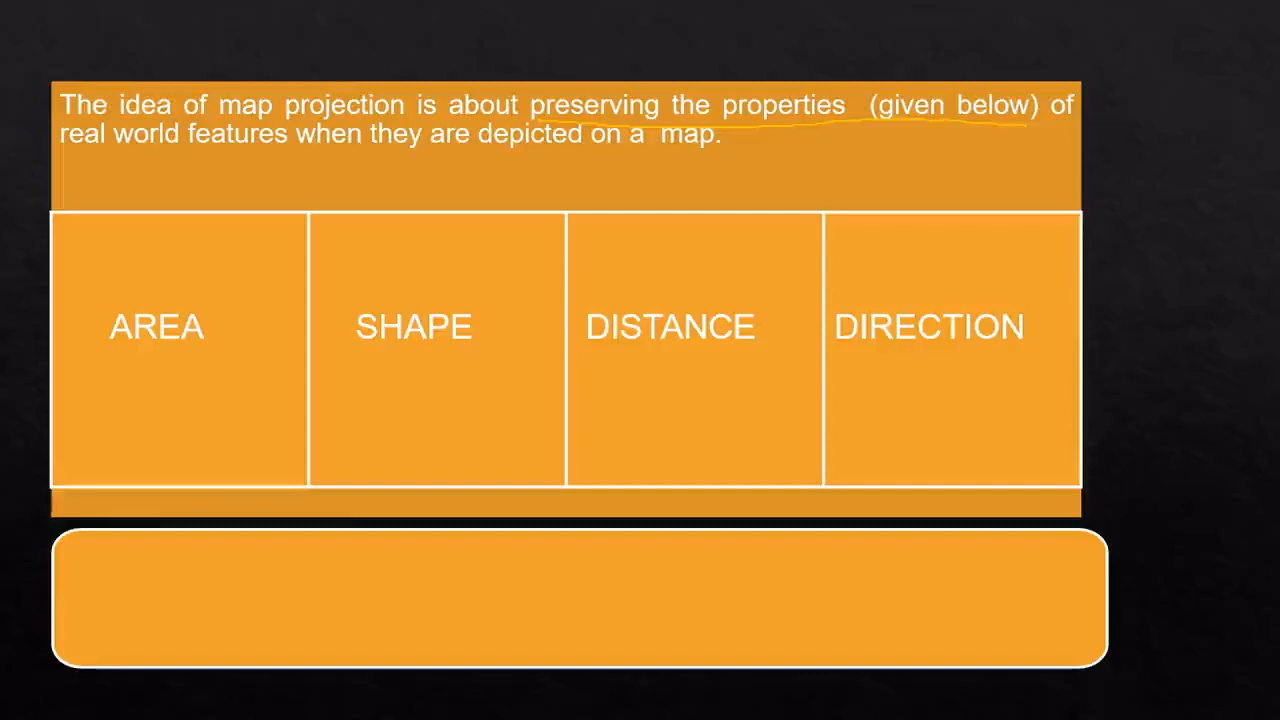 The idea of map projection is about preserving the properties (given below) of
real world features when they are depicted on a map.
AREA
SHAPE
DISTANCE
DIRECTION